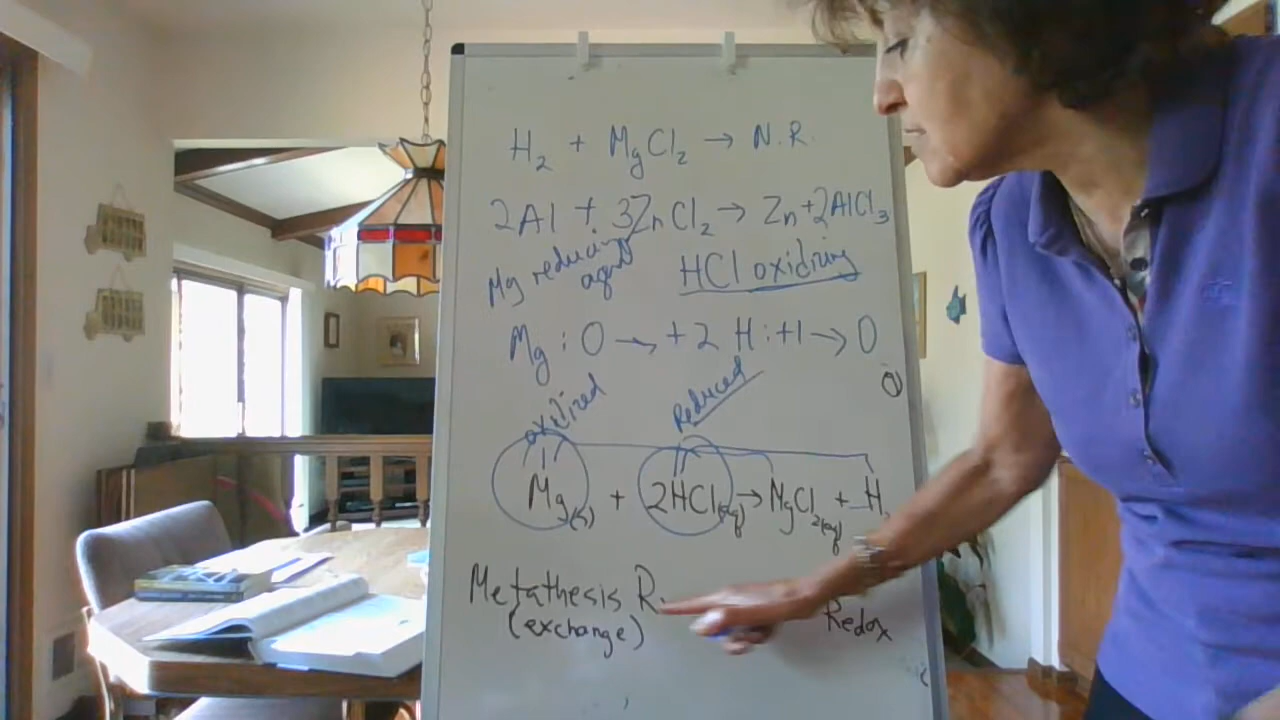 H2 + MgCl2 → N.R.
2Al + 3ZnCl2 → Zn+2AlCl3
Mg reducing agent
HCl oxidizing
Mg : 0 → +2 H : +1 → 0
oxidized
Reduced
Mg(s) + 2HCl(aq) → MgCl2(aq) + H2
Metathesis R.
(exchange)
Redox